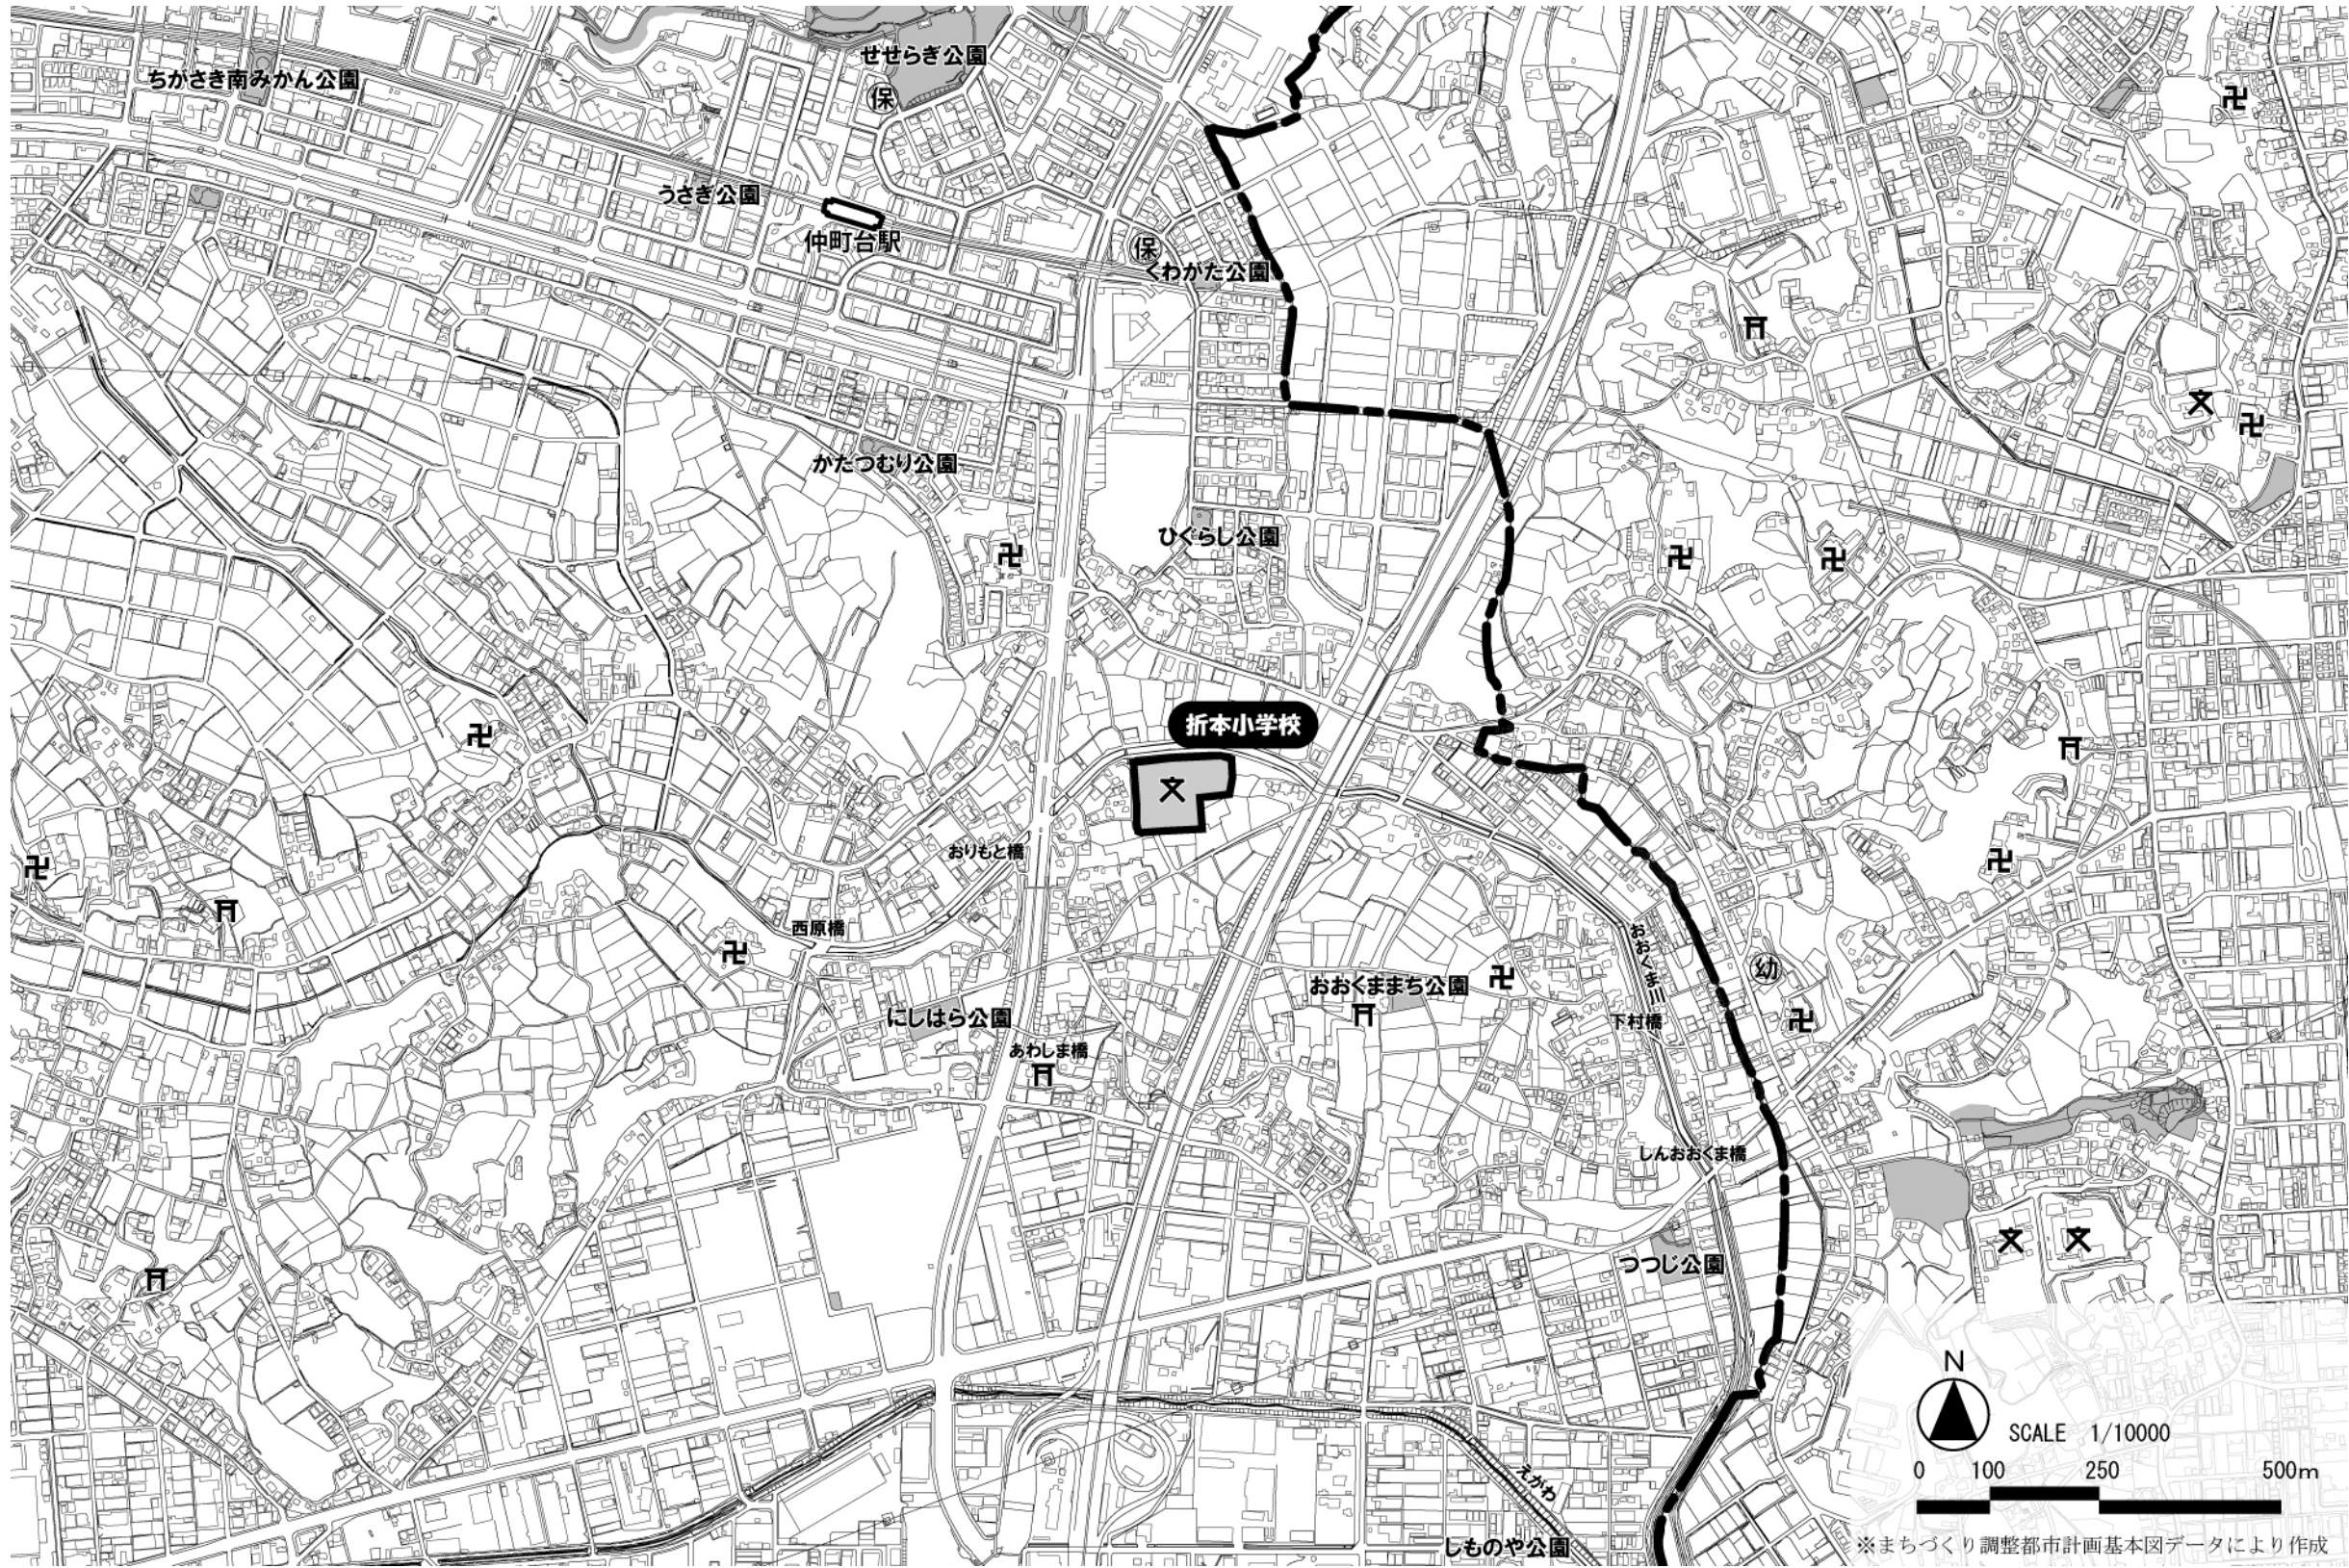 せせらぎ公園
ちがさき南みかん公園
保
うさぎ公園
仲町台駅
保
くわがた公園
かたつむり公園
ひぐらし公園
折本小学校
文
文
おりもと橋
西原橋
おおくま川
幼
おおくままち公園
にしはら公園
下村橋
あわしま橋
しんおおくま橋
文
文
つつじ公園
えがわ
しものや公園
N
SCALE 1/10000
0 100 250 500m
※まちづくり調整都市計画基本図データにより作成